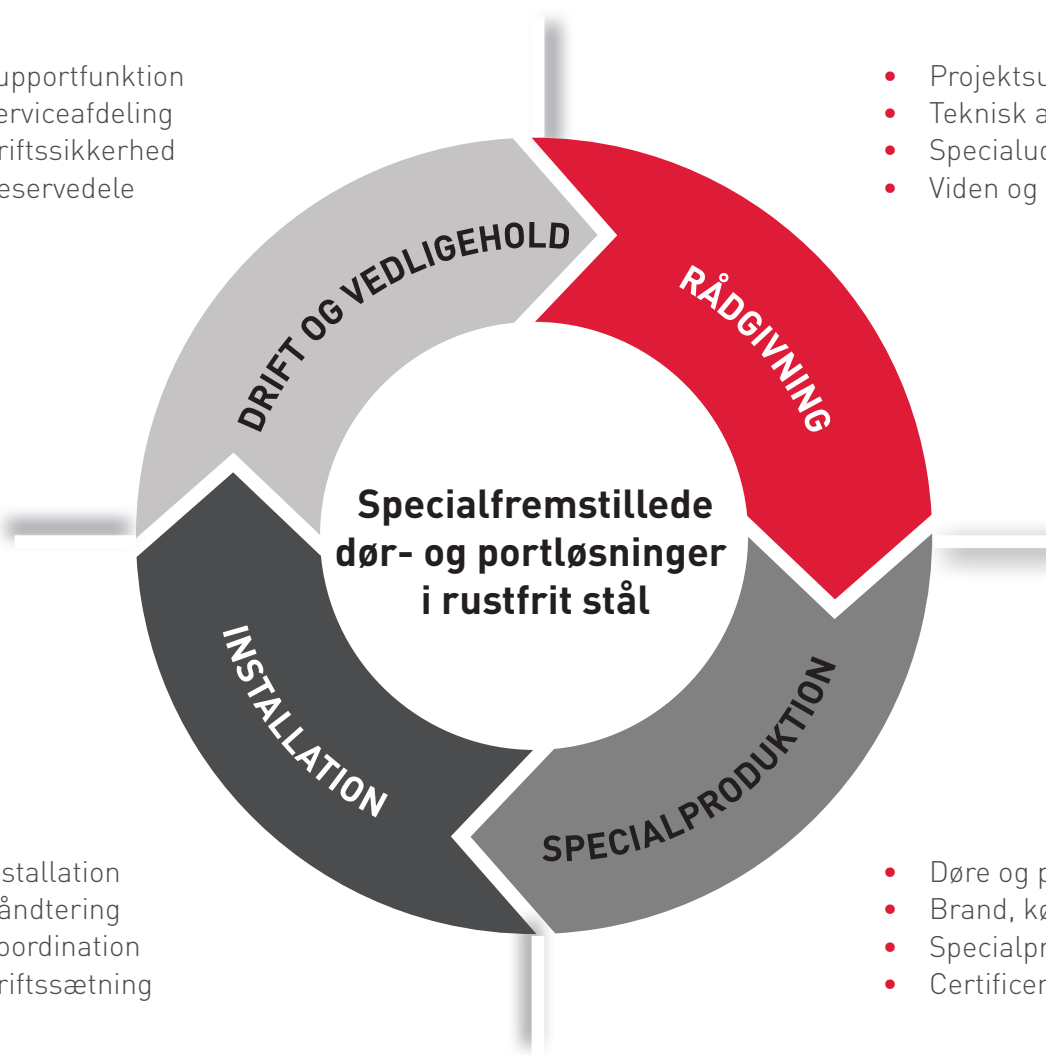 upportfunktion
erviceafdeling
riftssikkerhed
eservedele
• Projektsu
• Teknisk a
• Specialud
• Viden og
DRIFT OG VEDLIGEHOLD
RÅDGIVNING
Specialfremstillede
dør- og portløsninger
i rustfrit stål
INSTALLATION
SPECIALPRODUKTION
stallation
åndtering
oordination
riftssætning
• Døre og p
• Brand, kø
• Specialpr
• Certificer